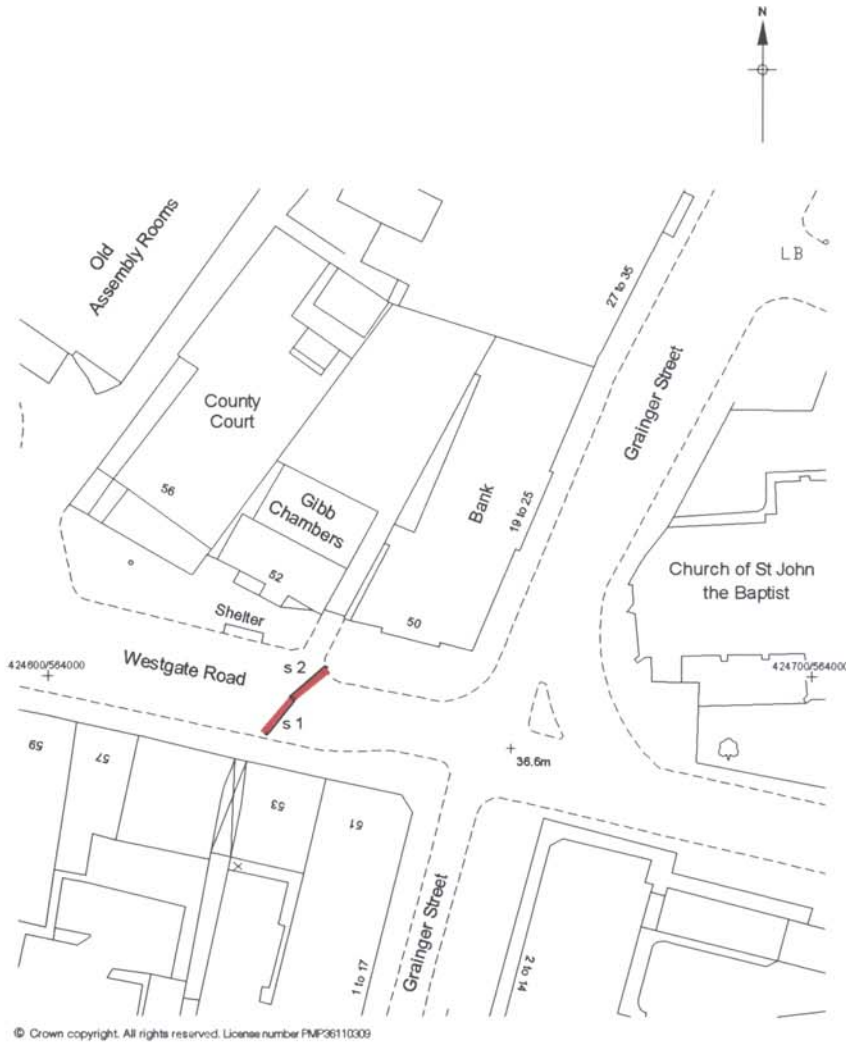 N
Old
Assembly Rooms
LB
27 to 35
Grainger Street
County
Court
56
Gibb
Chambers
Bank
19 to 25
52
50
Church of St John
the Baptist
Shelter
424600/564000
Westgate Road
s 2
s 1
424700/564000
36.6m
59
57
53
51
1 to 17
Grainger Street
2 to 14
© Crown copyright. All rights reserved. License number PMP36110309